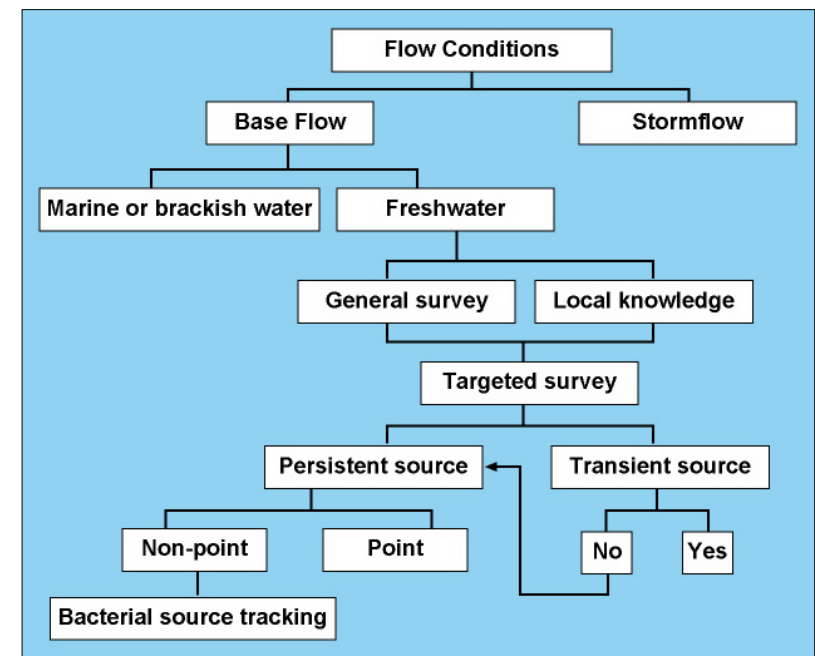 Flow Conditions
Base Flow
Stormflow
Marine or brackish water
Freshwater
General survey
Local knowledge
Targeted survey
Persistent source
Transient source
Non-point
Point
No
Yes
Bacterial source tracking